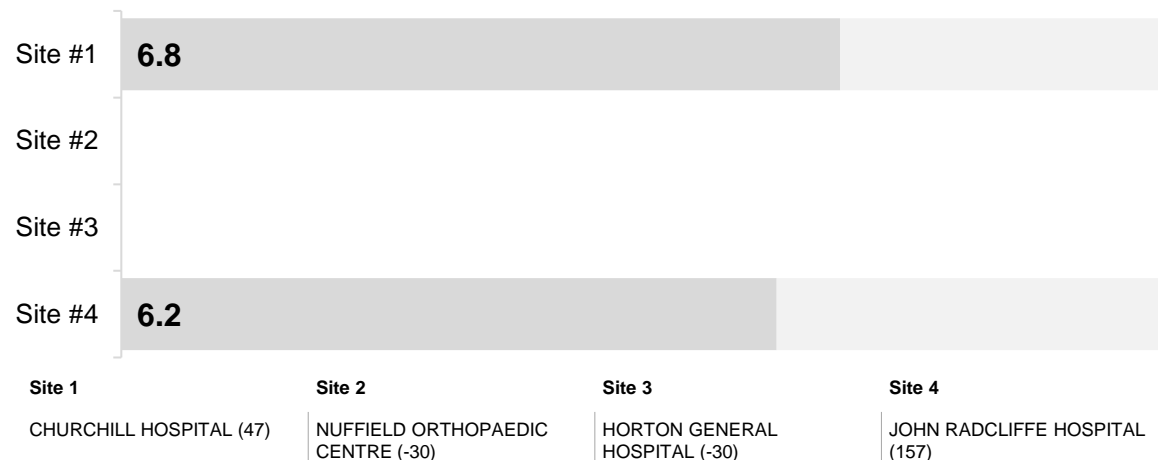 Site #1
6.8
Site #2
Site #3
Site #4
6.2
Site 1
CHURCHILL HOSPITAL (47)
Site 2
NUFFIELD ORTHOPAEDIC
CENTRE (-30)
Site 3
HORTON GENERAL
HOSPITAL (-30)
Site 4
JOHN RADCLIFFE HOSPITAL
(157)